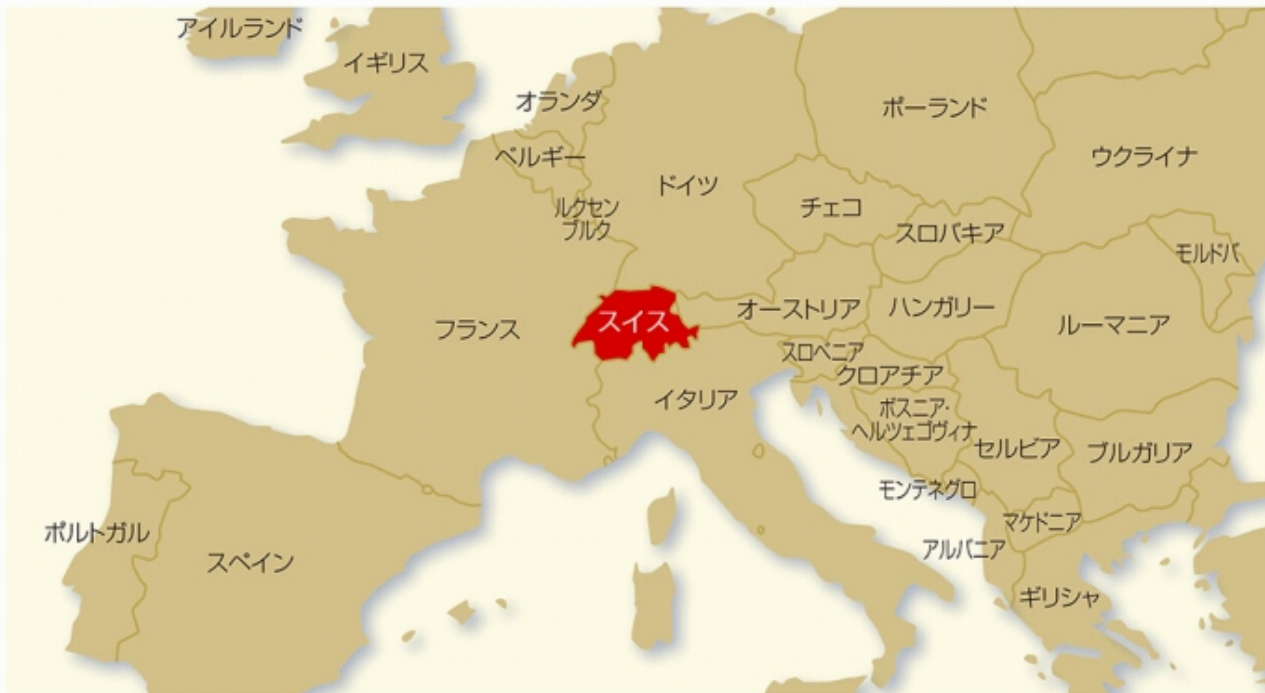 アイルランド
イギリス
オランダ
ポーランド
ベルギー
ウクライナ
ドイツ
ルクセン
ブルク
チェコ
スロバキア
モルドバ
オーストリア
ハンガリー
スイス
フランス
ルーマニア
スロベニア
クロアチア
イタリア
ボスニア・
ヘルツェゴヴィナ
セルビア
ブルガリア
モンテネグロ
マケドニア
ポルトガル
アルバニア
スペイン
ギリシャ